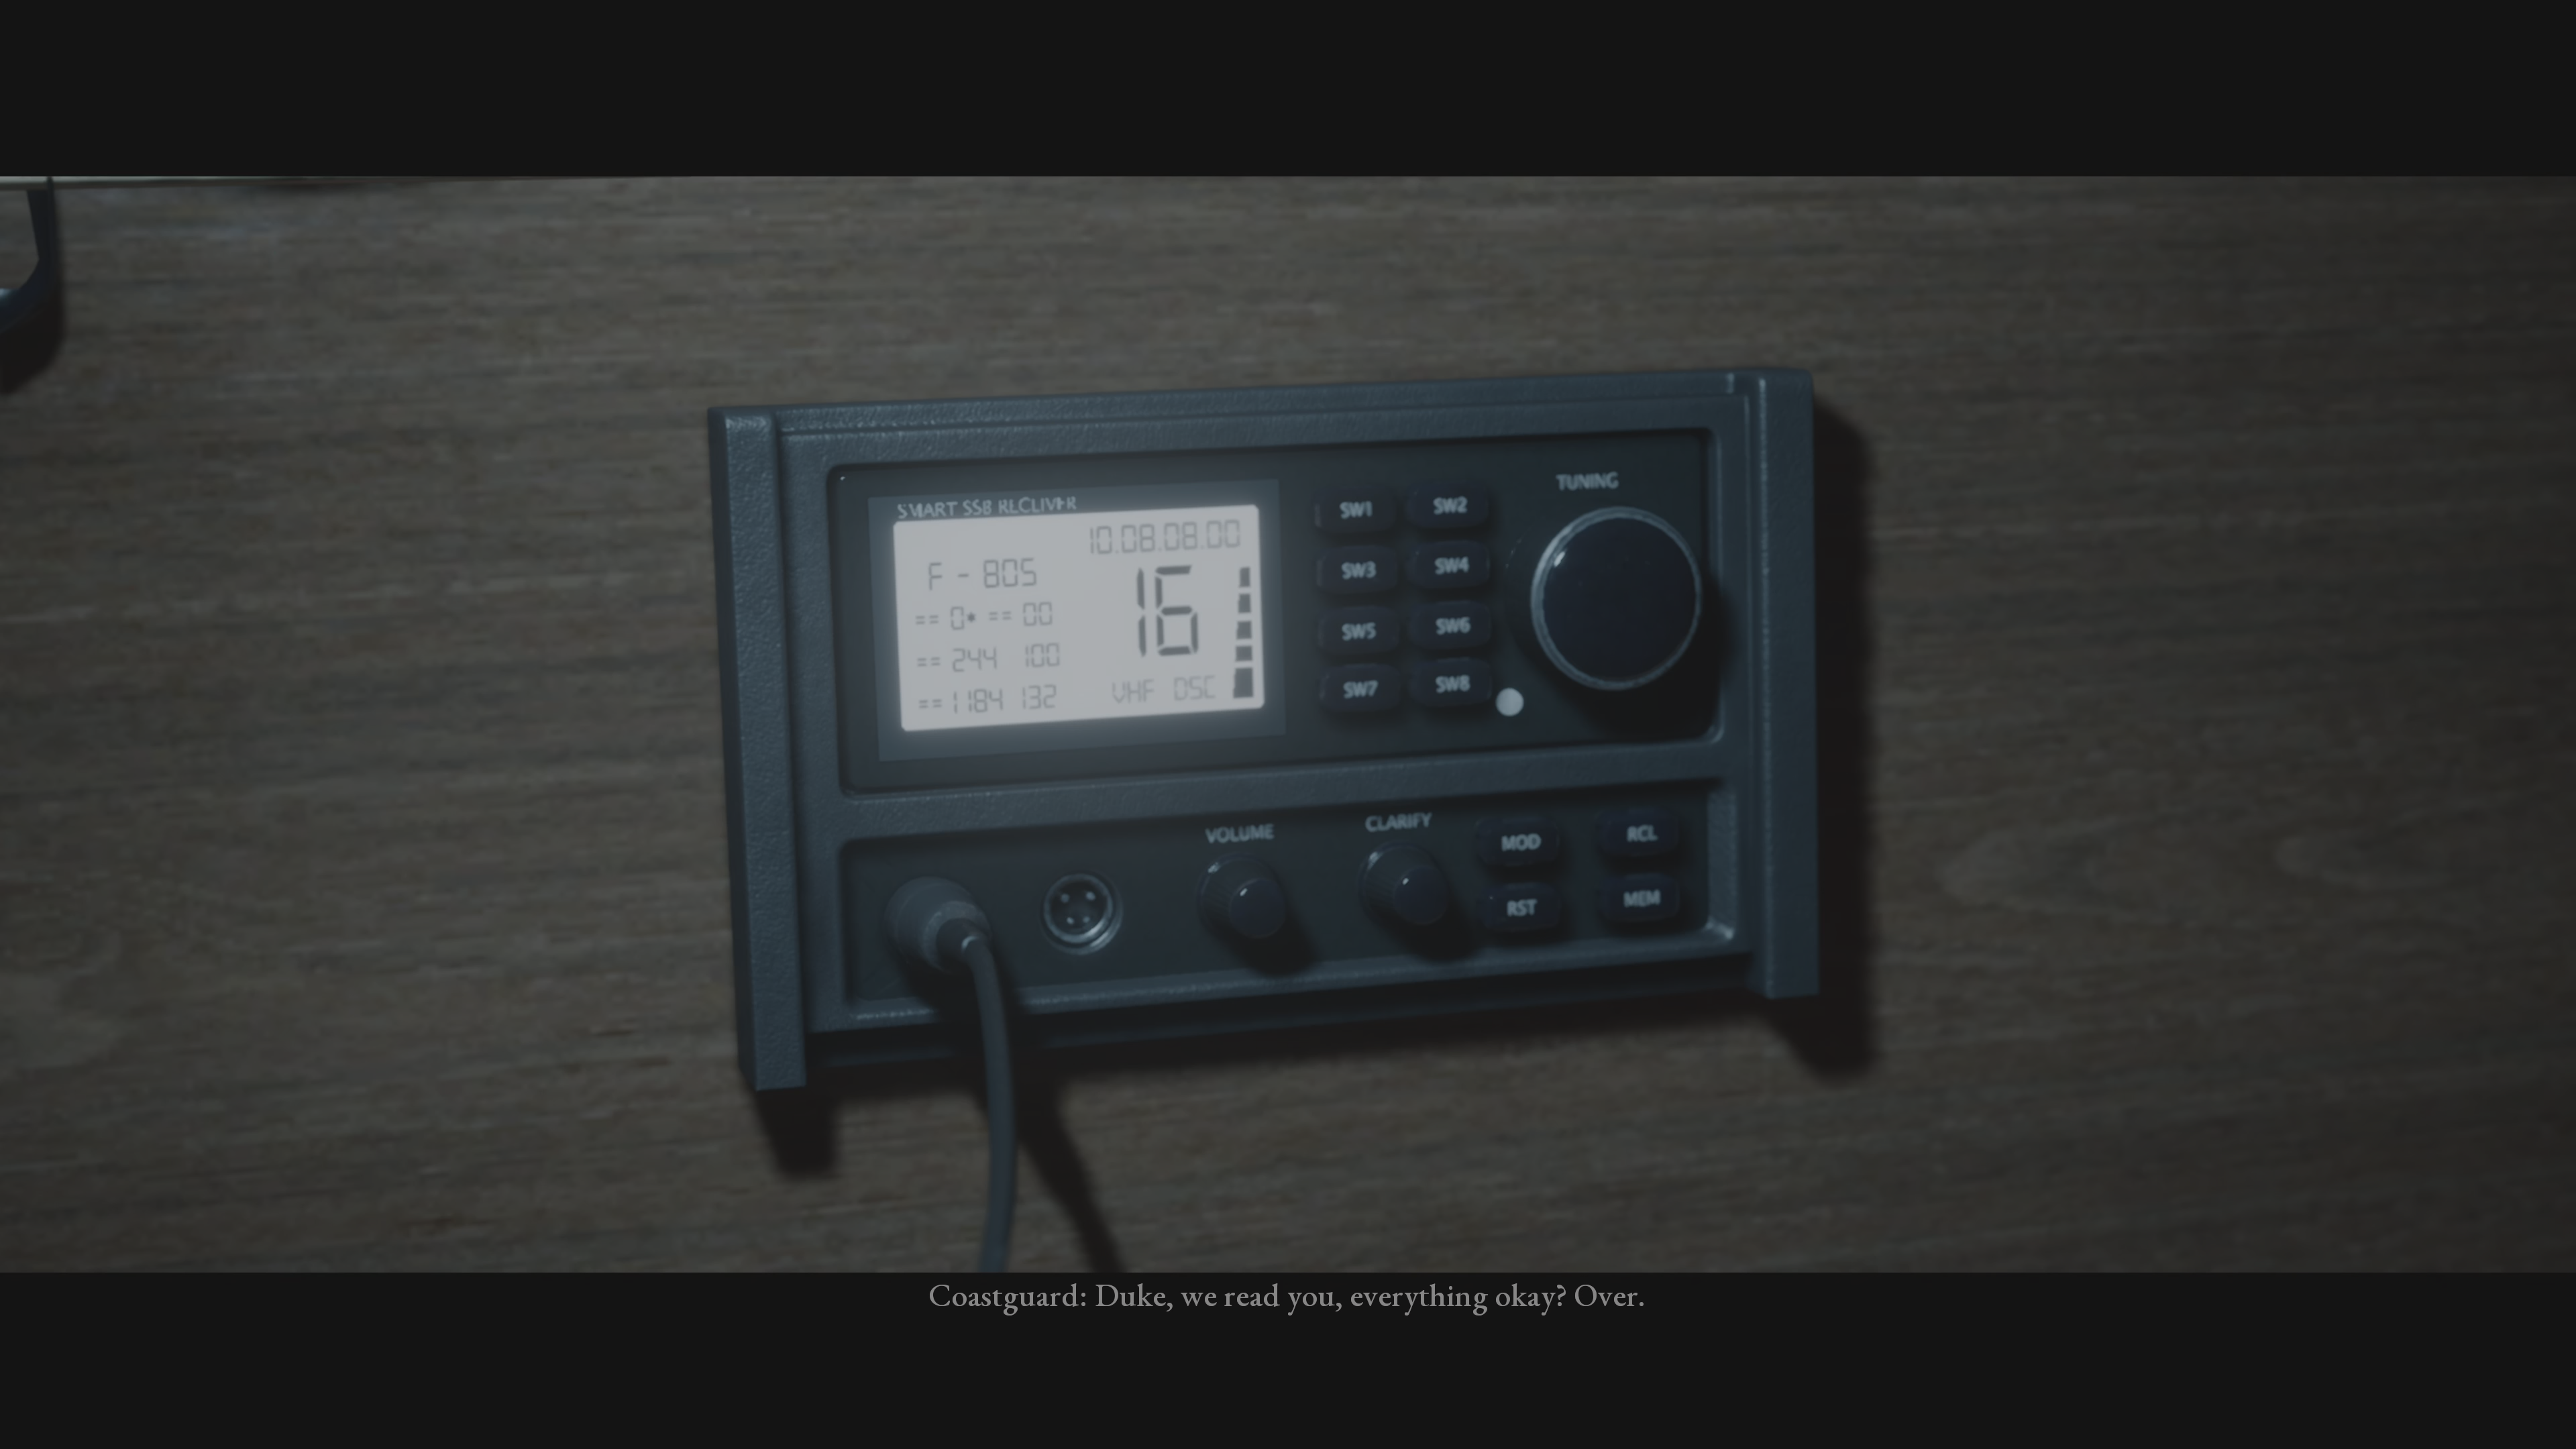 SMART SSB RECEIVER
10.08.08.00
F - 805
16
== 0* == 00
== 244 100
== 1184 132
VHF DSC
SW1 SW2
SW3 SW4
SW5 SW6
SW7 SW8
TUNING
VOLUME
CLARIFY
MOD RCL
RST MEM
Coastguard: Duke, we read you, everything okay? Over.